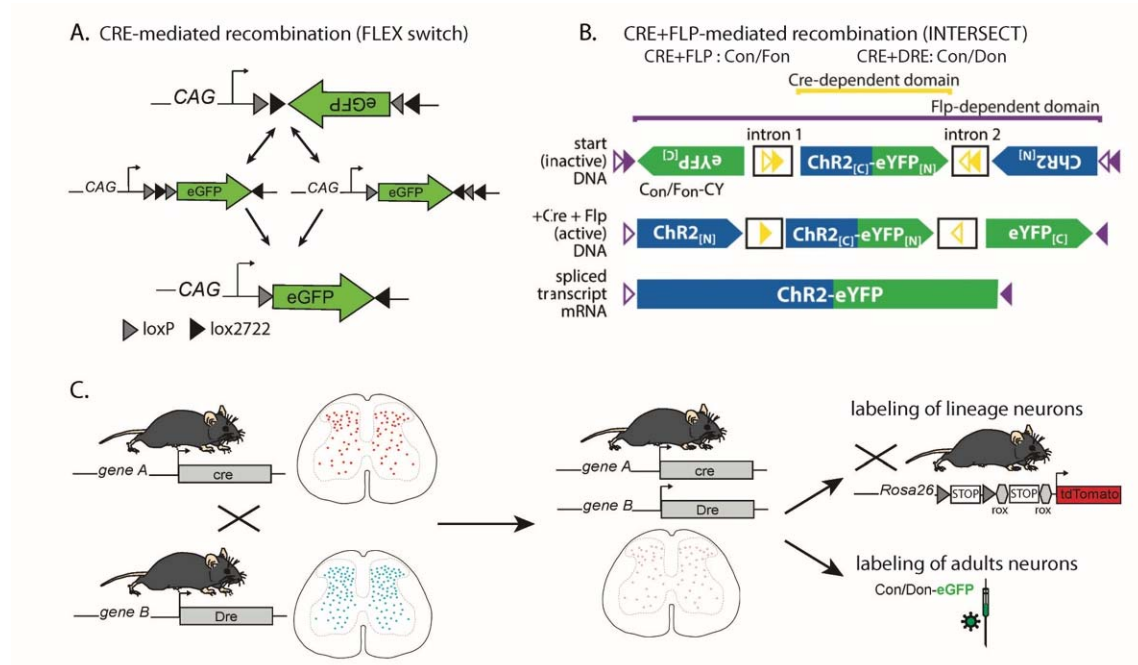 A. CRE-mediated recombination (FLEX switch)
CAG
eGFP
CAG
eGFP
CAG
eGFP
CAG
eGFP
loxP
lox2722
B. CRE+FLP-mediated recombination (INTERSECT)
CRE+FLP : Con/Fon
CRE+DRE: Con/Don
Cre-dependent domain
Flp-dependent domain
start
(inactive)
DNA
eYFP[C]
intron 1
ChR2[C]-eYFP[N]
intron 2
ChR2[N]
Con/Fon-CY
+Cre + Flp
(active)
DNA
ChR2[N]
ChR2[C]-eYFP[N]
eYFP[C]
spliced
transcript
mRNA
ChR2-eYFP
C.
gene A
cre
gene B
Dre
gene A
cre
gene B
Dre
labeling of lineage neurons
Rosa26
STOP
STOP
tdTomato
rox
rox
labeling of adults neurons
Con/Don-eGFP